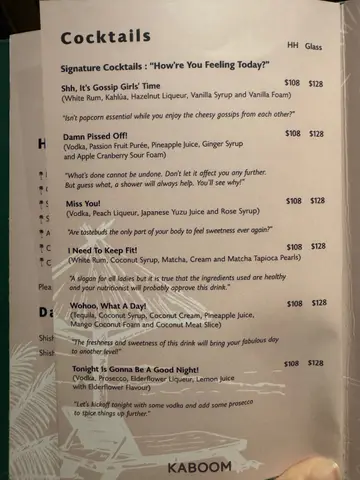 Cocktails
HH Glass
Signature Cocktails : "How're You Feeling Today?"
Shh, It's Gossip Girls' Time $108 $128
(White Rum, Kahlúa, Hazelnut Liqueur, Vanilla Syrup and Vanilla Foam)
"Isn't popcorn essential while you enjoy the cheesy gossips from each other?"
Damn Pissed Off! $108 $128
(Vodka, Passion Fruit Purée, Pineapple Juice, Ginger Syrup
and Apple Cranberry Sour Foam)
"What's done cannot be undone. Don't let it affect you any further.
But guess what, a shower will always help. You'll see why!"
Miss You! $108 $128
(Vodka, Peach Liqueur, Japanese Yuzu Juice and Rose Syrup)
"Are tastebuds the only part of your body to feel sweetness ever again?"
I Need To Keep Fit! $108 $128
(White Rum, Coconut Syrup, Matcha, Cream and Matcha Tapioca Pearls)
"A slogan for all ladies but it is true that the ingredients used are healthy
and your nutritionist will probably approve this drink."
Wohoo, What A Day! $108 $128
(Tequila, Coconut Syrup, Coconut Cream, Pineapple Juice,
Mango Coconut Foam and Coconut Meat Slice)
"The freshness and sweetness of this drink will bring your fabulous day
to another level!"
Tonight Is Gonna Be A Good Night! $108 $128
(Vodka, Prosecco, Elderflower Liqueur, Lemon Juice
with Elderflower Flavour)
"Let's kickoff tonight with some vodka and add some prosecco
to spice things up further."
KABOOM